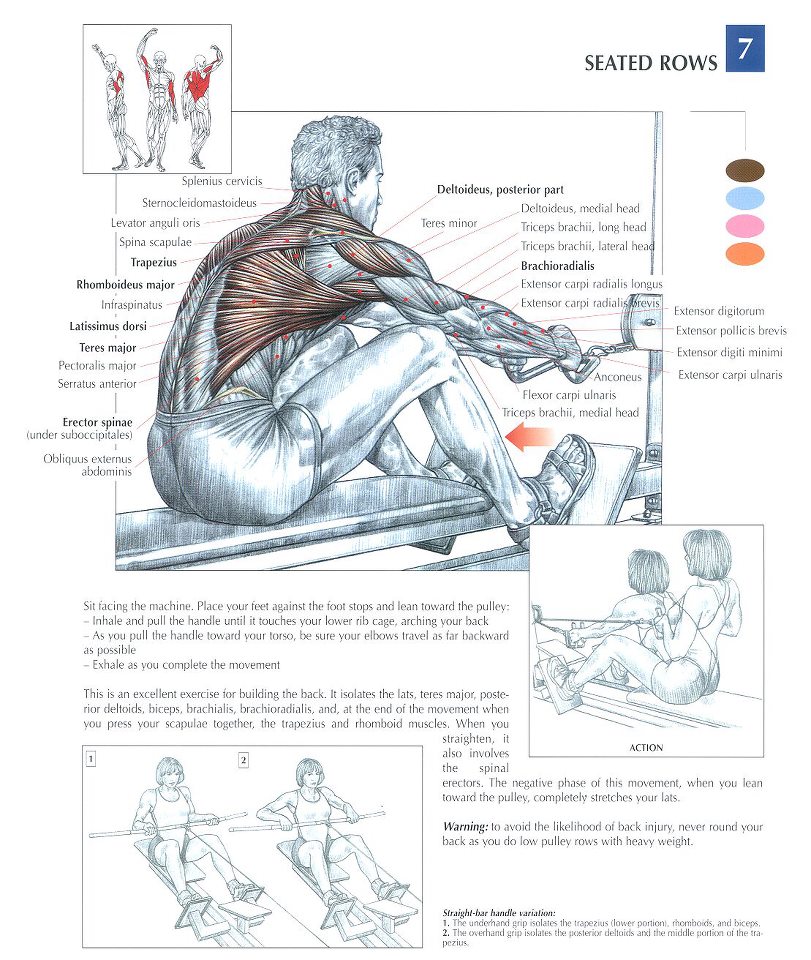 SEATED ROWS
7
Splenius cervicis
Sternocleidomastoideus
Levator anguli oris
Spina scapulae
Trapezius
Rhomboideus major
Infraspinatus
Latissimus dorsi
Teres major
Pectoralis major
Serratus anterior
Erector spinae
(under suboccipitales)
Obliquus externus
abdominis
Deltoideus, posterior part
Teres minor
Deltoideus, medial head
Triceps brachii, long head
Triceps brachii, lateral head
Brachioradialis
Extensor carpi radialis longus
Extensor carpi radialis brevis
Extensor digitorum
Extensor pollicis brevis
Extensor digiti minimi
Extensor carpi ulnaris
Anconeus
Flexor carpi ulnaris
Triceps brachii, medial head
Sit facing the machine. Place your feet against the foot stops and lean toward the pulley:
– Inhale and pull the handle until it touches your lower rib cage, arching your back
– As you pull the handle toward your torso, be sure your elbows travel as far backward
as possible
– Exhale as you complete the movement
This is an excellent exercise for building the back. It isolates the lats, teres major, poste-
rior deltoids, biceps, brachialis, brachioradialis, and, at the end of the movement when
you press your scapulae together, the trapezius and rhomboid muscles. When you
straighten, it
also involves
the spinal
erectors. The negative phase of this movement, when you lean
toward the pulley, completely stretches your lats.
Warning: to avoid the likelihood of back injury, never round your
back as you do low pulley rows with heavy weight.
ACTION
1
2
Straight-bar handle variation:
1. The underhand grip isolates the trapezius (lower portion), rhomboids, and biceps.
2. The overhand grip isolates the posterior deltoids and the middle portion of the tra-
pezius.